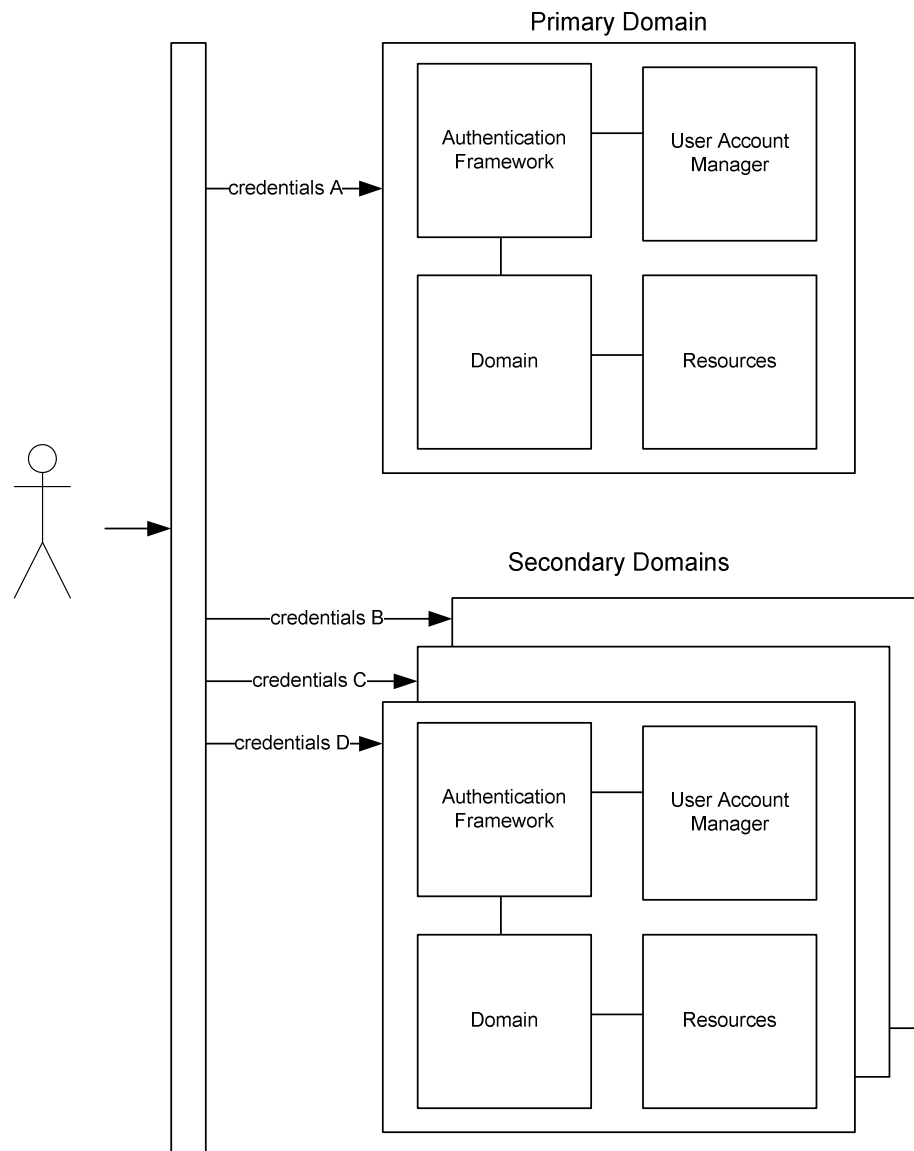 Primary Domain
Authentication
Framework
User Account
Manager
credentials A
Domain
Resources
Secondary Domains
credentials B
credentials C
credentials D
Authentication
Framework
User Account
Manager
Domain
Resources